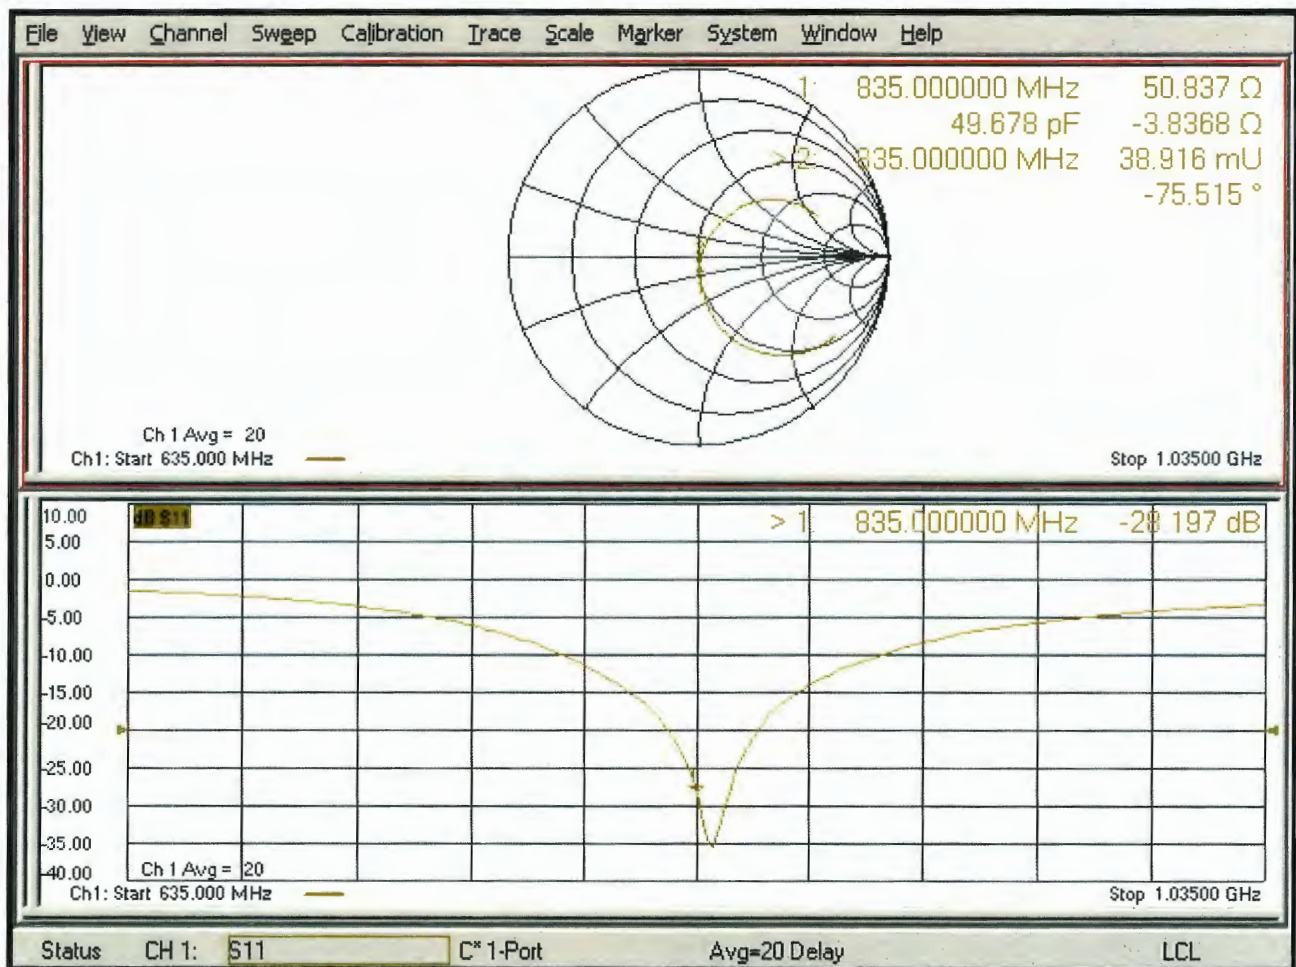 File View Channel Sweep Calibration Trace Scale Marker System Window Help
1: 835.000000 MHz 50.837 Ω
49.678 pF -3.8368 Ω
> 2: 835.000000 MHz 38.916 mU
-75.515 °
Ch 1 Avg = 20
Ch1: Start 635.000 MHz
Stop 1.03500 GHz
10.00
dB S11
> 1: 835.000000 MHz -28.197 dB
5.00
0.00
-5.00
-10.00
-15.00
-20.00
-25.00
-30.00
-35.00
-40.00
Ch 1 Avg = 20
Ch1: Start 635.000 MHz
Stop 1.03500 GHz
Status CH 1: S11 C* 1-Port Avg=20 Delay LCL